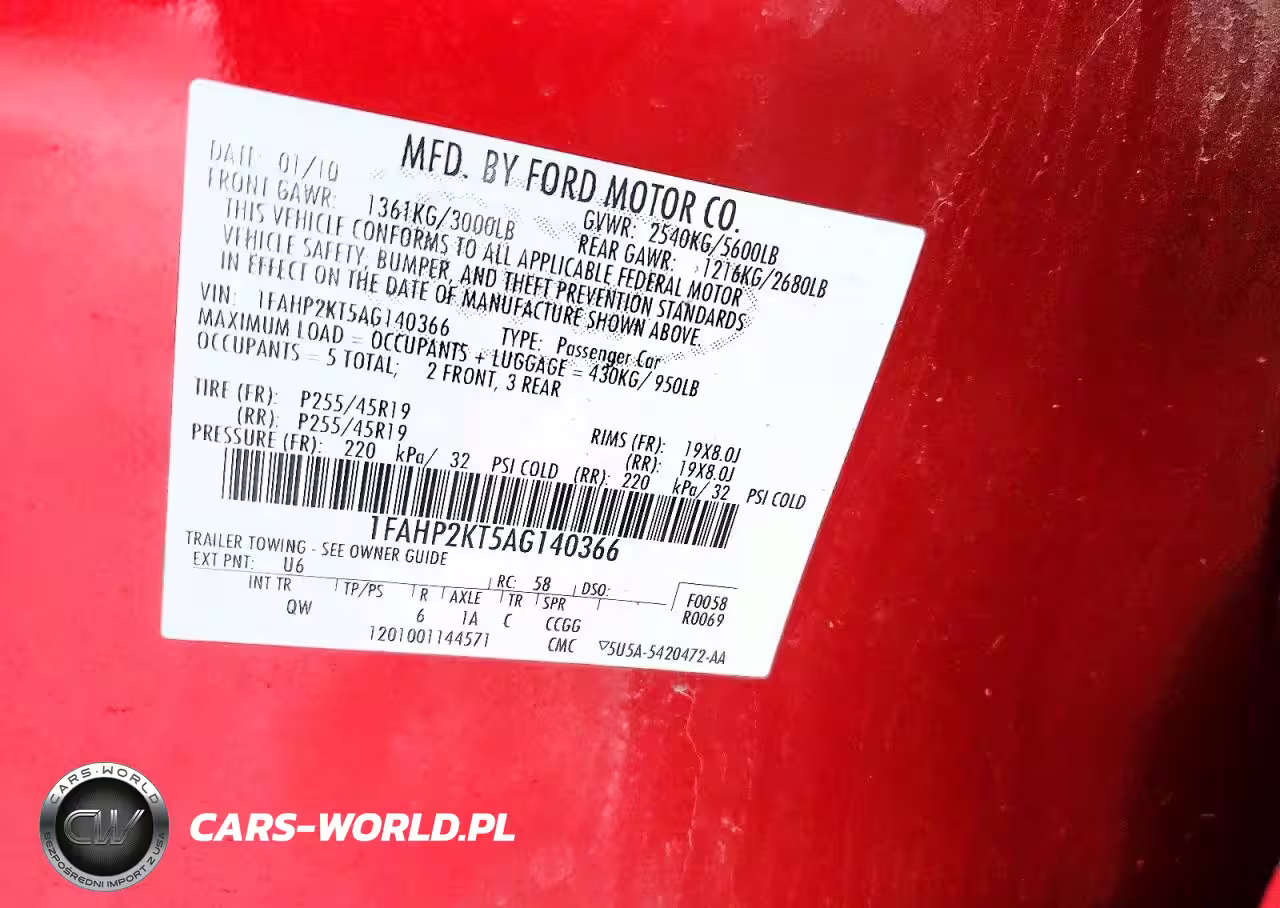 MFD. BY FORD MOTOR CO.
DATE: 01/10 GVWR: 2540KG/5600LB
FRONT GAWR: 1361KG/3000LB REAR GAWR: 1216KG/2680LB
THIS VEHICLE CONFORMS TO ALL APPLICABLE FEDERAL MOTOR
VEHICLE SAFETY, BUMPER, AND THEFT PREVENTION STANDARDS
IN EFFECT ON THE DATE OF MANUFACTURE SHOWN ABOVE.
VIN: 1FAHP2KT5AG140366 TYPE: Passenger Car
MAXIMUM LOAD = OCCUPANTS + LUGGAGE = 430KG/ 950LB
OCCUPANTS = 5 TOTAL; 2 FRONT, 3 REAR
TIRE (FR): P255/45R19 RIMS (FR): 19X8.0J
(RR): P255/45R19 (RR): 19X8.0J
PRESSURE (FR): 220 kPa/ 32 PSI COLD (RR): 220 kPa/ 32 PSI COLD
1FAHP2KT5AG140366
TRAILER TOWING - SEE OWNER GUIDE
EXT PNT: U6 RC: 58 DSO: F0058
INT TR TP/PS R AXLE TR SPR R0069
QW 6 1A C CCGG
1201001144571 CMC ▽5U5A-5420472-AA
CARS-WORLD
CW
BEZPOŚREDNI IMPORT Z USA
CARS-WORLD.PL